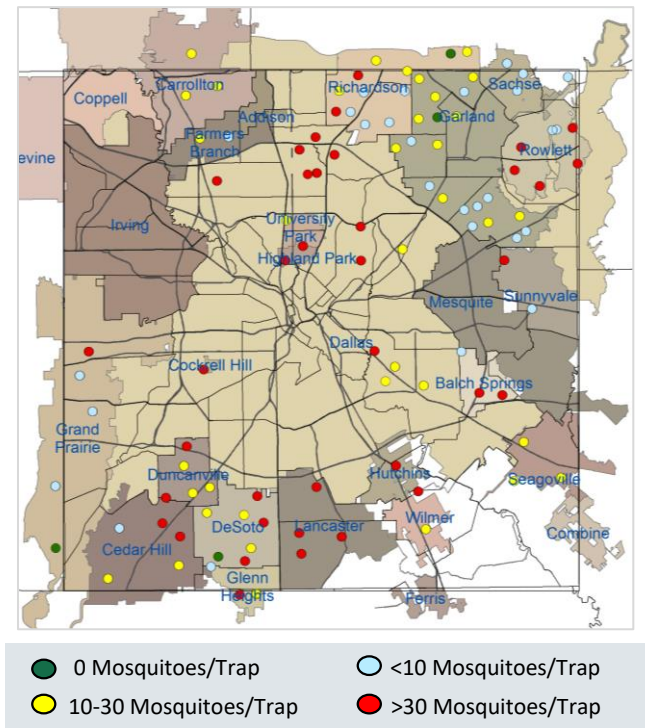 Coppell
Carrollton
Addison
Richardson
Sachse
Farmers
Branch
Garland
Rowlett
evine
Irving
University
Park
Highland Park
Mesquite
Sunnyvale
Dallas
Cockrell Hill
Balch Springs
Grand
Prairie
Duncanville
Hutchins
Seagoville
DeSoto
Lancaster
Wilmer
Combine
Cedar Hill
Glenn
Heights
Ferris
0 Mosquitoes/Trap
<10 Mosquitoes/Trap
10-30 Mosquitoes/Trap
>30 Mosquitoes/Trap